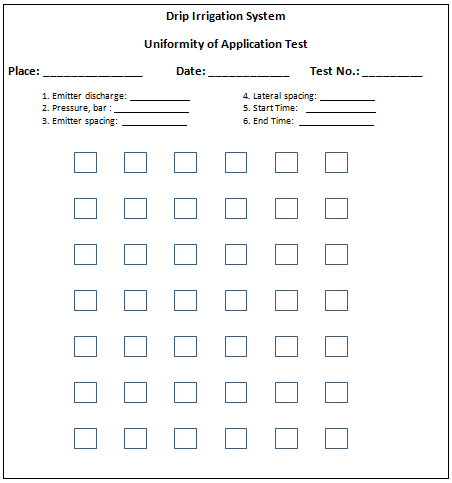 Drip Irrigation System
Uniformity of Application Test
Place: _______________ Date: ____________ Test No.: _________
1. Emitter discharge: ____________ 4. Lateral spacing: ___________
2. Pressure, bar : _______________ 5. Start Time: ______________
3. Emitter spacing: _____________ 6. End Time: _______________